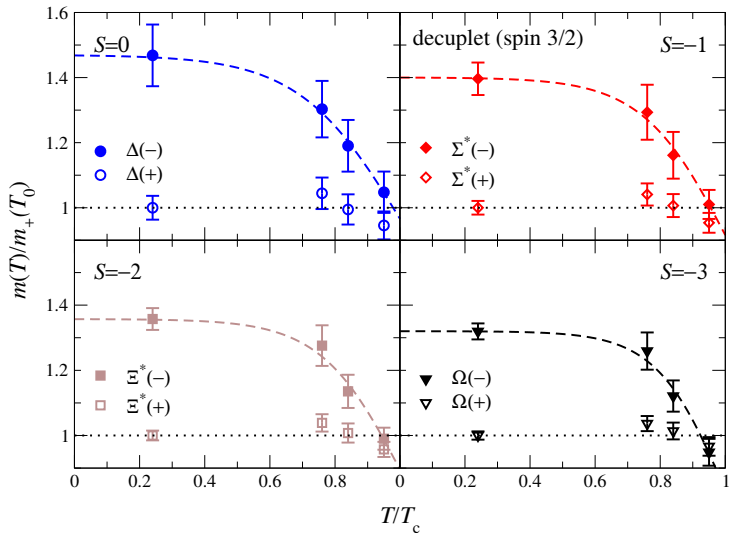 1.6
1.4
1.2
1
S=0
Δ(−)
Δ(+)
decuplet (spin 3/2)
S=−1
Σ*(−)
Σ*(+)
m(T)/m₊(T₀)
1.4
1.2
1
S=−2
Ξ*(−)
Ξ*(+)
S=−3
Ω(−)
Ω(+)
0 0.2 0.4 0.6 0.8 0 0.2 0.4 0.6 0.8 1
T/Tc